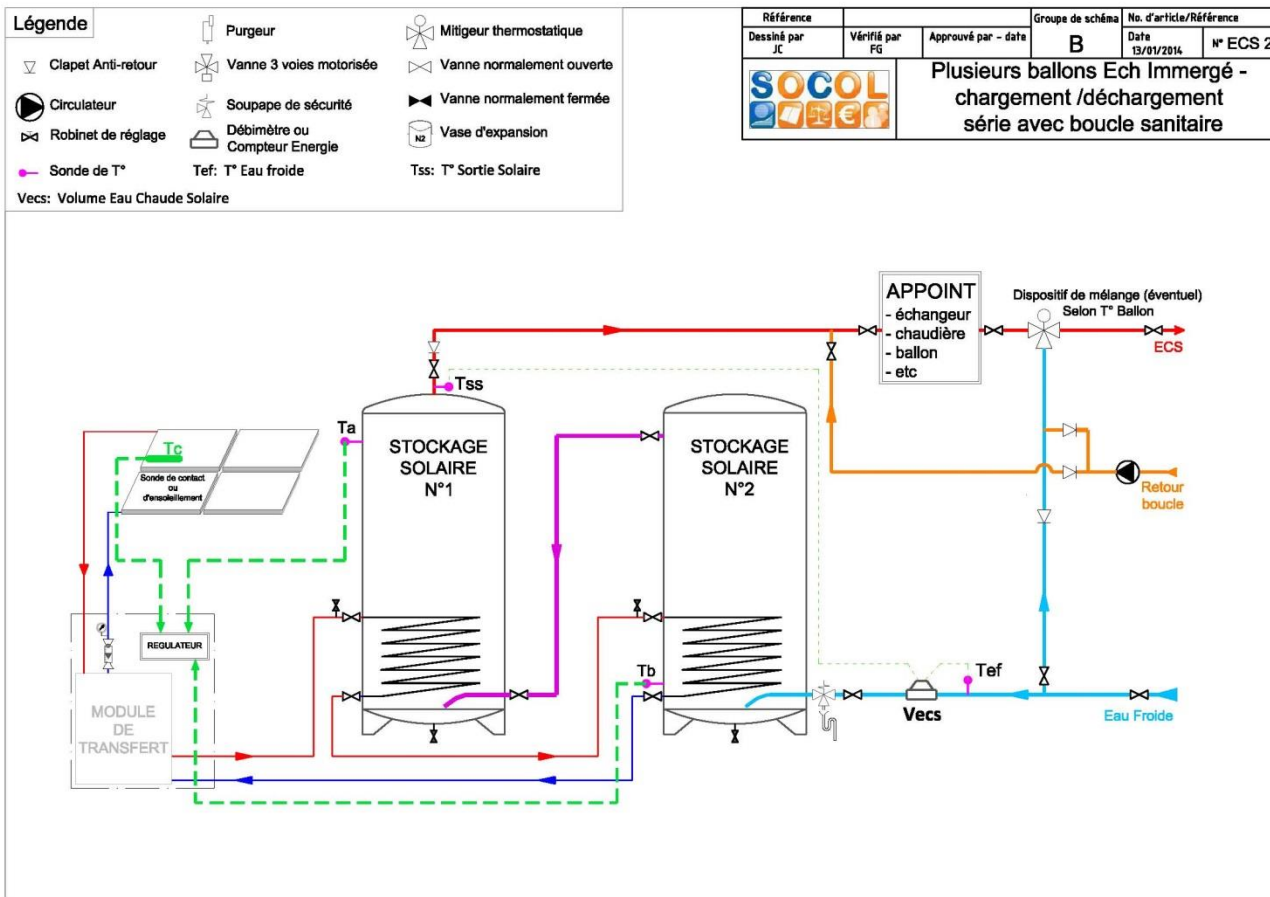 Légende
Purgeur
Mitigeur thermostatique
Clapet Anti-retour
Vanne 3 voies motorisée
Vanne normalement ouverte
Circulateur
Soupape de sécurité
Vanne normalement fermée
Robinet de réglage
Débimètre ou
Compteur Energie
N2
Vase d'expansion
Sonde de T°
Tef: T° Eau froide
Tss: T° Sortie Solaire
Vecs: Volume Eau Chaude Solaire
Référence
Groupe de schéma
No. d'article/Référence
Dessiné par
JC
Vérifié par
FG
Approuvé par - date
B
Date
13/01/2014
N° ECS 2
SOCOL
Plusieurs ballons Ech Immergé -
chargement /déchargement
série avec boucle sanitaire
APPOINT
- échangeur
- chaudière
- ballon
- etc
Dispositif de mélange (éventuel)
Selon T° Ballon
ECS
Tss
Ta
STOCKAGE
SOLAIRE
N°1
STOCKAGE
SOLAIRE
N°2
Tc
Sonde de contact
ou
d'ensoleillement
Retour
boucle
REGULATEUR
MODULE
DE
TRANSFERT
Tb
Tef
Vecs
Eau Froide